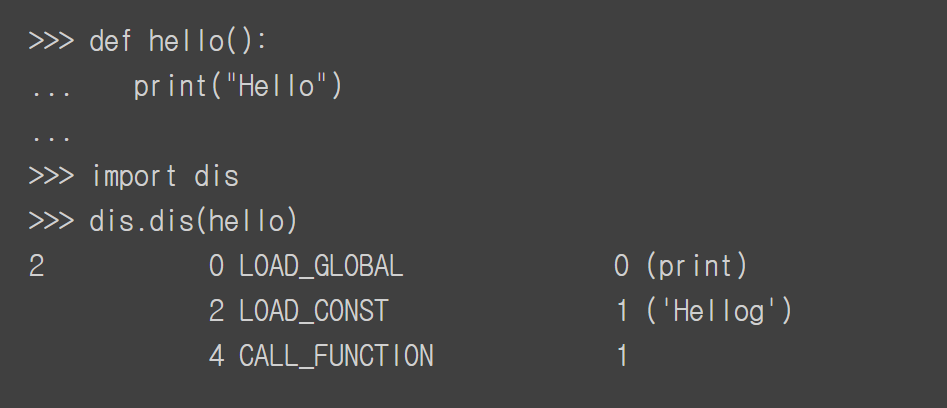 >>> def hello():
...    print("Hello")
...
>>> import dis
>>> dis.dis(hello)
2           0 LOAD_GLOBAL              0 (print)
            2 LOAD_CONST               1 ('Hellog')
            4 CALL_FUNCTION            1